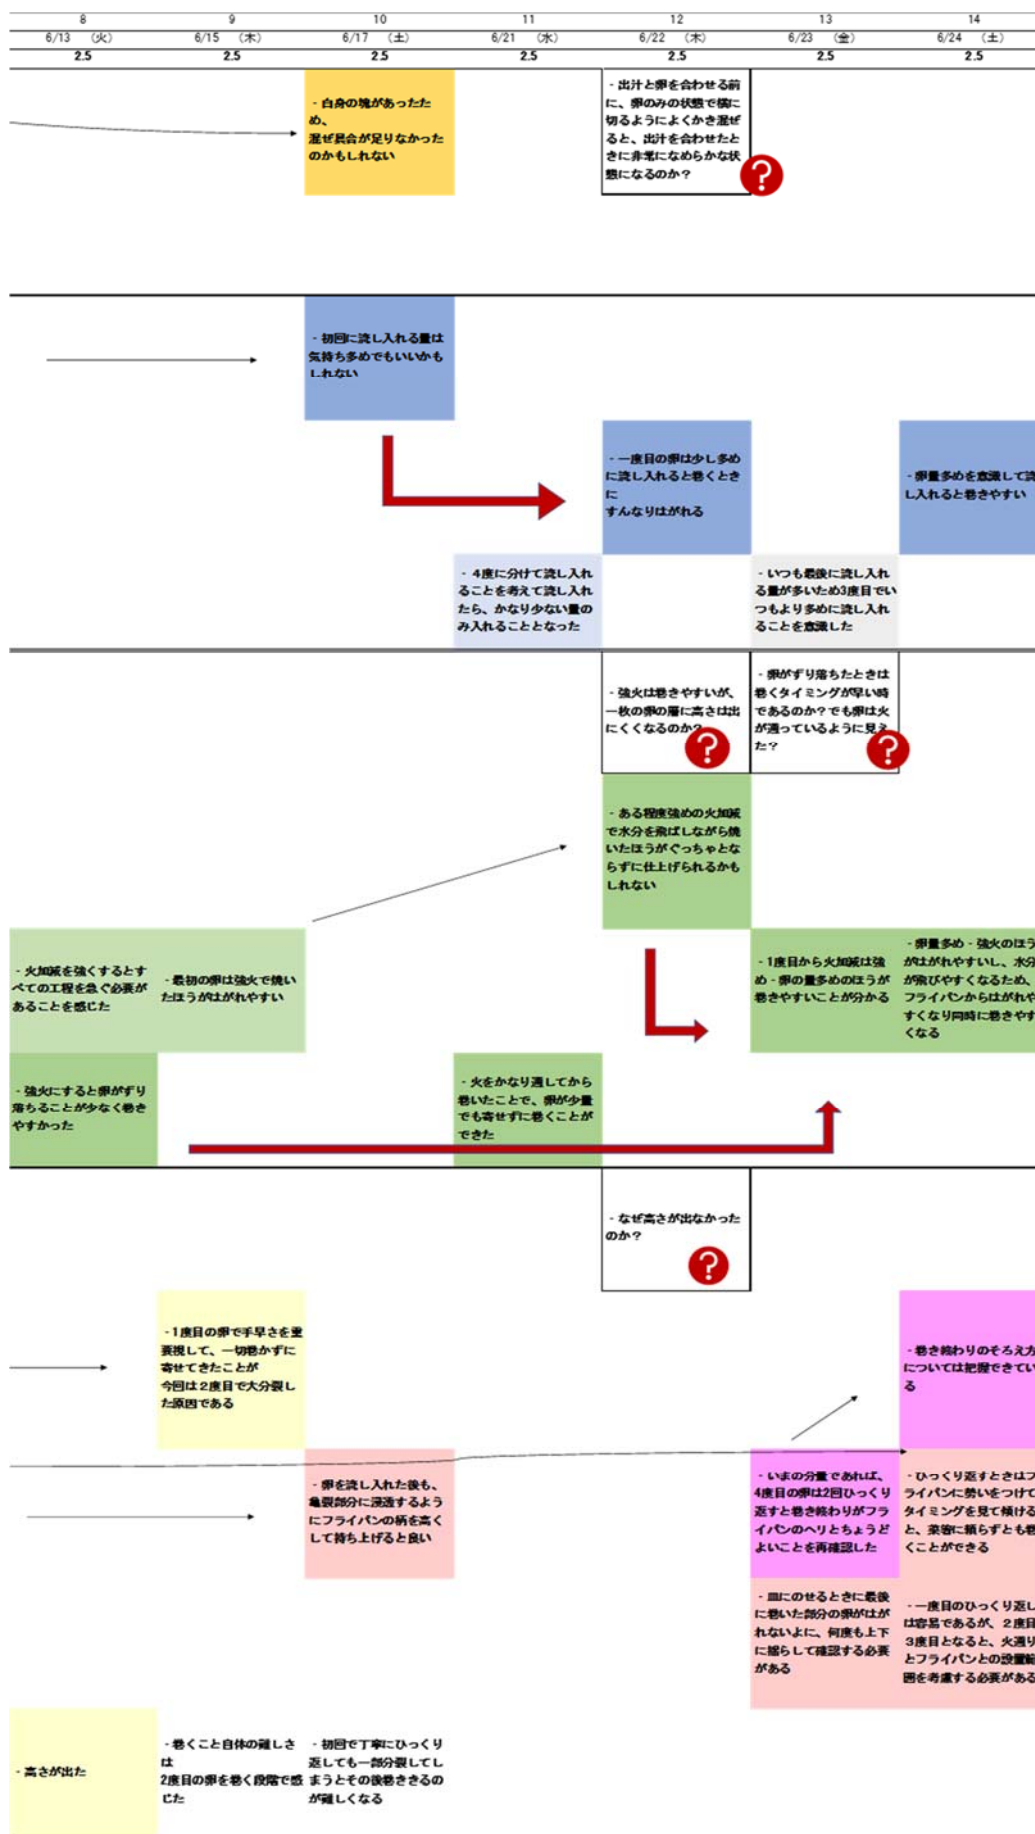 8 9 10 11 12 13 14
6/13 (火) 6/15 (木) 6/17 (土) 6/21 (水) 6/22 (木) 6/23 (金) 6/24 (土)
2.5 2.5 2.5 2.5 2.5 2.5 2.5
- 白身の塊があったた
め、
混ぜ具合が足りなかった
のかもしれない
- 出汁と卵を合わせる前
に、卵のみの状態で横に
切るようによくかき混ぜ
ると、出汁を合わせたと
きに非常になめらかな状
態になるのか？
?
- 初回に流し入れる量は
気持ち多めでもいいかも
しれない
- 一度目の卵は少し多め
に流し入れると巻くとき
に
すんなりはがれる
- 卵量多めを意識して流
し入れると巻きやすい
- 4度に分けて流し入れ
ることを考えて流し入れ
たら、かなり少ない量の
み入れることとなった
- いつも最後に流し入れ
る量が多いため3度目でい
つもより多めに流し入れ
ることを意識した
- 強火は巻きやすいが、
一枚の卵の層に高さは出
にくくなるのか？
?
- 卵がずり落ちたときは
巻くタイミングが早い時
であるのか？でも卵は火
が通っているように見え
た？
?
- ある程度強めの火加減
で水分を飛ばしながら焼
いたほうがぐっちゃとな
らずに仕上げられるかも
しれない
- 火加減を強くするとす
べての工程を急ぐ必要が
あることを感じた
- 最初の卵は強火で焼い
たほうがはがれやすい
- 1度目から火加減は強
め・卵の量多めのほうが
巻きやすいことが分かる
- 卵量多め・強火のほう
がはがれやすいし、水分
が飛びやすくなるため、
フライパンからはがれや
すくなり同時に巻きやす
くなる
- 強火にすると卵がずり
落ちることが少なく巻き
やすかった
- 火をかなり通してから
巻いたことで、卵が少量
でも寄せずに巻くことが
できた
- なぜ高さが出なかった
のか？
?
- 1度目の卵で手早さを重
要視して、一切巻かずに
寄せてきたことが
今回は2度目で大分裂し
た原因である
- 巻き終わりのそろえ方
については把握できてい
る
- 卵を流し入れた後も、
亀裂部分に浸透するよう
にフライパンの柄を高く
して持ち上げると良い
- いまの分量であれば、
4度目の卵は2回ひっくり
返すと巻き終わりがフラ
イパンのヘリとちょうど
よいことを再確認した
- ひっくり返すときはフ
ライパンに勢いをつけて
タイミングを見て傾ける
と、菜箸に頼らずとも巻
くことができる
- 皿にのせるときに最後
に巻いた部分の卵がはが
れないよに、何度も上下
に揺らして確認する必要
がある
- 一度目のひっくり返し
は容易であるが、2度目
3度目となると、火通り
とフライパンとの設置範
囲を考慮する必要がある
- 高さが出た
- 巻くこと自体の難しさ
は
2度目の卵を巻く段階で感
じた
- 初回で丁寧にひっくり
返しても一部分裂してし
まうとその後巻ききるの
が難しくなる